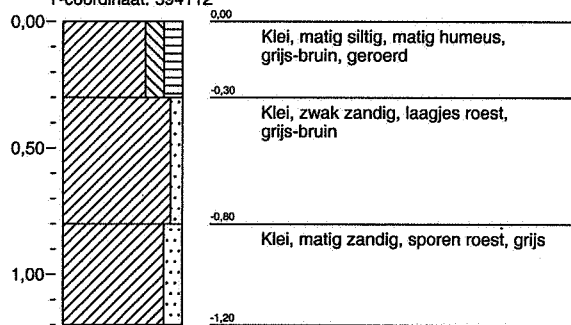 Y-coordinaat: 394112
0,00
0,00
Klei, matig siltig, matig humeus,
grijs-bruin, geroerd
-0,30
Klei, zwak zandig, laagjes roest,
grijs-bruin
0,50
-0,80
Klei, matig zandig, sporen roest, grijs
1,00
-1,20